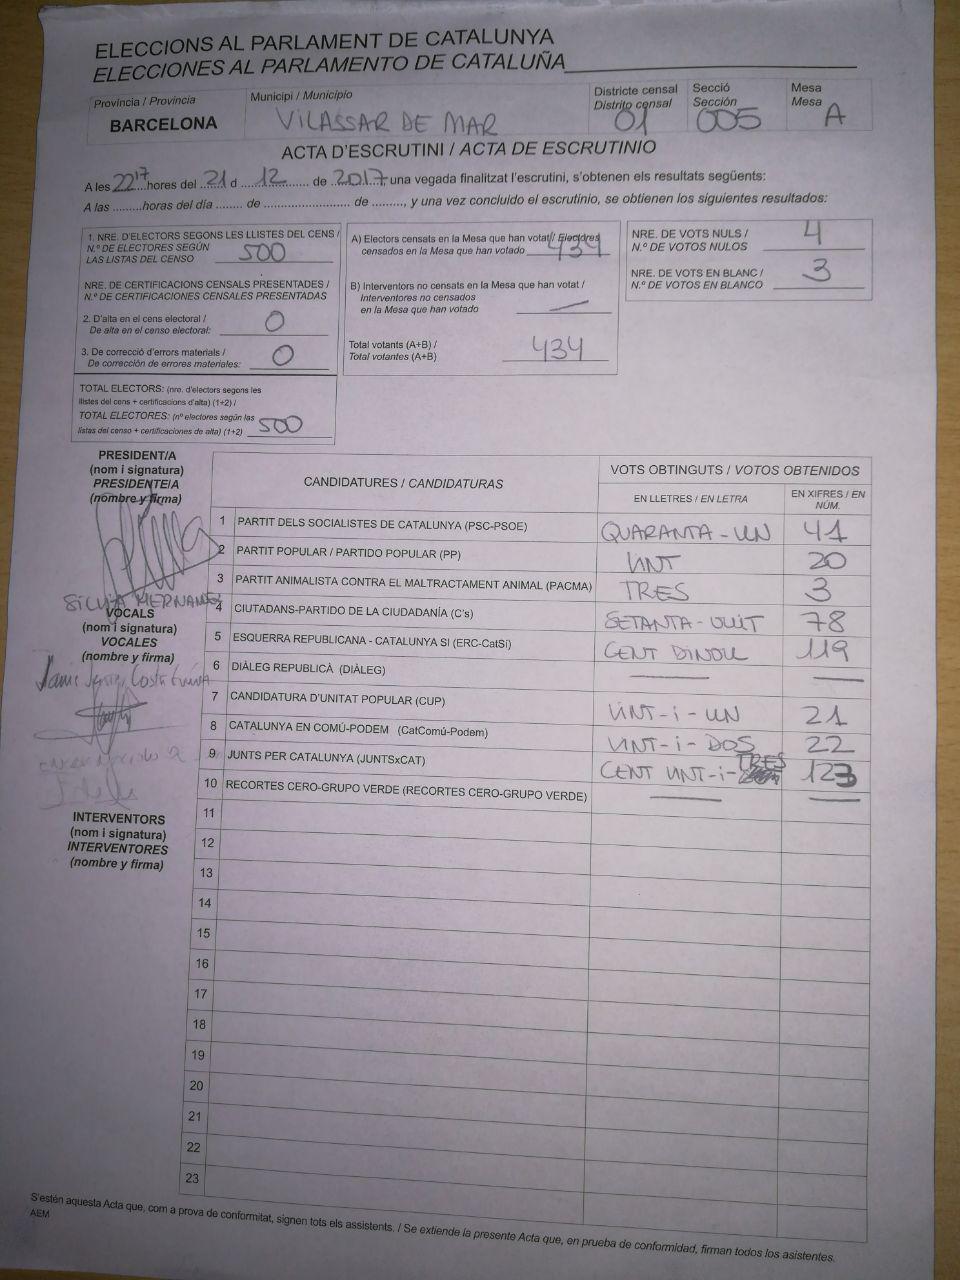 ELECCIONS AL PARLAMENT DE CATALUNYA
ELECCIONES AL PARLAMENTO DE CATALUÑA
Província / Provincia
BARCELONA
Municipi / Municipio
VILASSAR DE MAR
Districte censal
Distrito censal
01
Secció
Sección
005
Mesa
Mesa
A
ACTA D'ESCRUTINI / ACTA DE ESCRUTINIO
A les 22 17 hores del 21 d 12 de 2017, una vegada finalitzat l'escrutini, s'obtenen els resultats següents:
A las .........horas del día ........ de ......................... de ........., y una vez concluido el escrutinio, se obtienen los siguientes resultados:
1. NRE. D'ELECTORS SEGONS LES LLISTES DEL CENS /
N.º DE ELECTORES SEGÚN
LAS LISTAS DEL CENSO
500
NRE. DE CERTIFICACIONS CENSALS PRESENTADES /
N.º DE CERTIFICACIONES CENSALES PRESENTADAS
2. D'alta en el cens electoral /
De alta en el censo electoral:
0
3. De correcció d'errors materials /
De corrección de errores materiales:
0
TOTAL ELECTORS: (nre. d'electors segons les
llistes del cens + certificacions d'alta) (1+2) /
TOTAL ELECTORES: (nº electores según las
listas del censo + certificaciones de alta) (1+2)
500
A) Electors censats en la Mesa que han votat / Electores
censados en la Mesa que han votado
434
B) Interventors no censats en la Mesa que han votat /
Interventores no censados
en la Mesa que han votado
Total votants (A+B) /
Total votantes (A+B)
434
NRE. DE VOTS NULS /
N.º DE VOTOS NULOS
4
NRE. DE VOTS EN BLANC /
N.º DE VOTOS EN BLANCO
3
PRESIDENT/A
(nom i signatura)
PRESIDENTE/A
(nombre y firma)
VOCALS
(nom i signatura)
VOCALES
(nombre y firma)
INTERVENTORS
(nom i signatura)
INTERVENTORES
(nombre y firma)
CANDIDATURES / CANDIDATURAS
VOTS OBTINGUTS / VOTOS OBTENIDOS
EN LLETRES / EN LETRA
EN XIFRES / EN NÚM.
1 PARTIT DELS SOCIALISTES DE CATALUNYA (PSC-PSOE) QUARANTA-UN 41
2 PARTIT POPULAR / PARTIDO POPULAR (PP) VINT 20
3 PARTIT ANIMALISTA CONTRA EL MALTRACTAMENT ANIMAL (PACMA) TRES 3
4 CIUTADANS-PARTIDO DE LA CIUDADANÍA (C's) SETANTA-VUIT 78
5 ESQUERRA REPUBLICANA - CATALUNYA SI (ERC-CatSí) CENT DINOU 119
6 DIÀLEG REPUBLICÀ (DIÀLEG)
7 CANDIDATURA D'UNITAT POPULAR (CUP) VINT-i-UN 21
8 CATALUNYA EN COMÚ-PODEM (CatComú-Podem) VINT-i-DOS 22
9 JUNTS PER CATALUNYA (JUNTSxCAT) CENT VINT-i-TRES 123
10 RECORTES CERO-GRUPO VERDE (RECORTES CERO-GRUPO VERDE)
11
12
13
14
15
16
17
18
19
20
21
22
23
S'estén aquesta Acta que, com a prova de conformitat, signen tots els assistents. / Se extiende la presente Acta que, en prueba de conformidad, firman todos los asistentes.
AEM